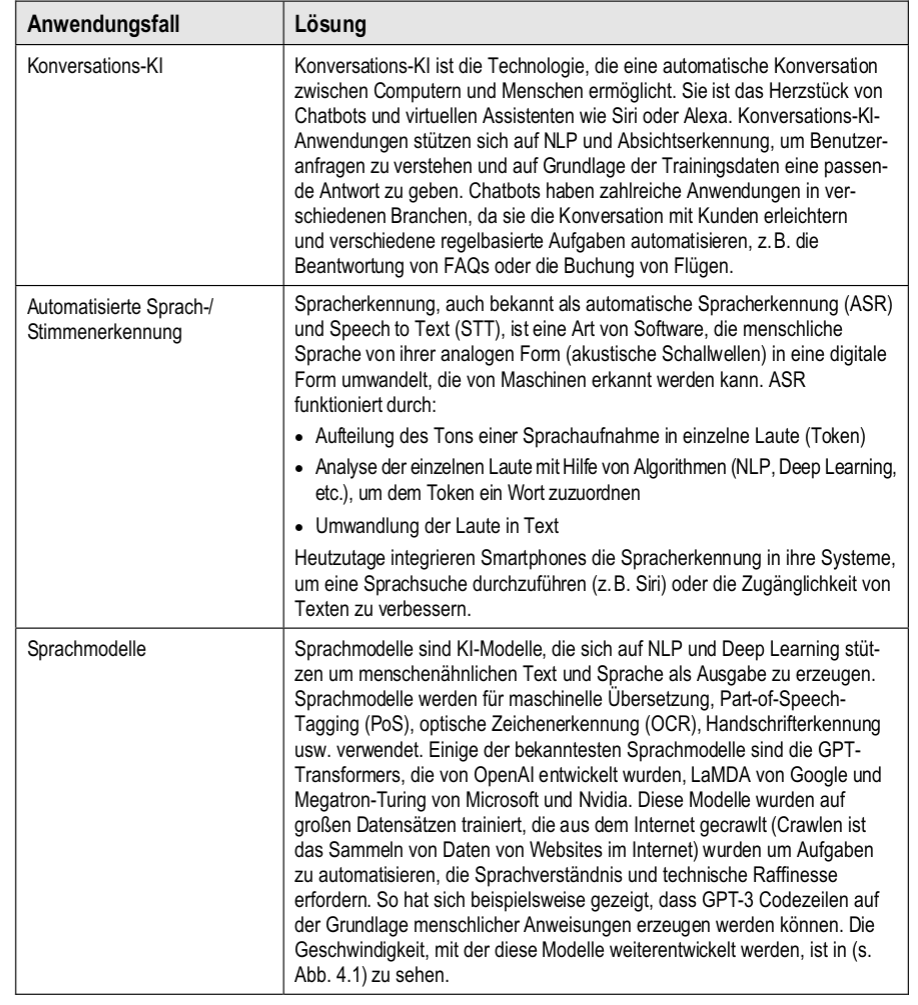 Anwendungsfall Lösung
Konversations-KI Konversations-KI ist die Technologie, die eine automatische Konversation
zwischen Computern und Menschen ermöglicht. Sie ist das Herzstück von
Chatbots und virtuellen Assistenten wie Siri oder Alexa. Konversations-KI-
Anwendungen stützen sich auf NLP und Absichtserkennung, um Benutzer-
anfragen zu verstehen und auf Grundlage der Trainingsdaten eine passen-
de Antwort zu geben. Chatbots haben zahlreiche Anwendungen in ver-
schiedenen Branchen, da sie die Konversation mit Kunden erleichtern
und verschiedene regelbasierte Aufgaben automatisieren, z.B. die
Beantwortung von FAQs oder die Buchung von Flügen.
Automatisierte Sprach-/
Stimmenerkennung
Spracherkennung, auch bekannt als automatische Spracherkennung (ASR)
und Speech to Text (STT), ist eine Art von Software, die menschliche
Sprache von ihrer analogen Form (akustische Schallwellen) in eine digitale
Form umwandelt, die von Maschinen erkannt werden kann. ASR
funktioniert durch:
• Aufteilung des Tons einer Sprachaufnahme in einzelne Laute (Token)
• Analyse der einzelnen Laute mit Hilfe von Algorithmen (NLP, Deep Learning,
etc.), um dem Token ein Wort zuzuordnen
• Umwandlung der Laute in Text
Heutzutage integrieren Smartphones die Spracherkennung in ihre Systeme,
um eine Sprachsuche durchzuführen (z.B. Siri) oder die Zugänglichkeit von
Texten zu verbessern.
Sprachmodelle Sprachmodelle sind KI-Modelle, die sich auf NLP und Deep Learning stüt-
zen um menschenähnlichen Text und Sprache als Ausgabe zu erzeugen.
Sprachmodelle werden für maschinelle Übersetzung, Part-of-Speech-
Tagging (PoS), optische Zeichenerkennung (OCR), Handschrifterkennung
usw. verwendet. Einige der bekanntesten Sprachmodelle sind die GPT-
Transformers, die von OpenAI entwickelt wurden, LaMDA von Google und
Megatron-Turing von Microsoft und Nvidia. Diese Modelle wurden auf
großen Datensätzen trainiert, die aus dem Internet gecrawlt (Crawlen ist
das Sammeln von Daten von Websites im Internet) wurden um Aufgaben
zu automatisieren, die Sprachverständnis und technische Raffinesse
erfordern. So hat sich beispielsweise gezeigt, dass GPT-3 Codezeilen auf
der Grundlage menschlicher Anweisungen erzeugen werden können. Die
Geschwindigkeit, mit der diese Modelle weiterentwickelt werden, ist in (s.
Abb. 4.1) zu sehen.